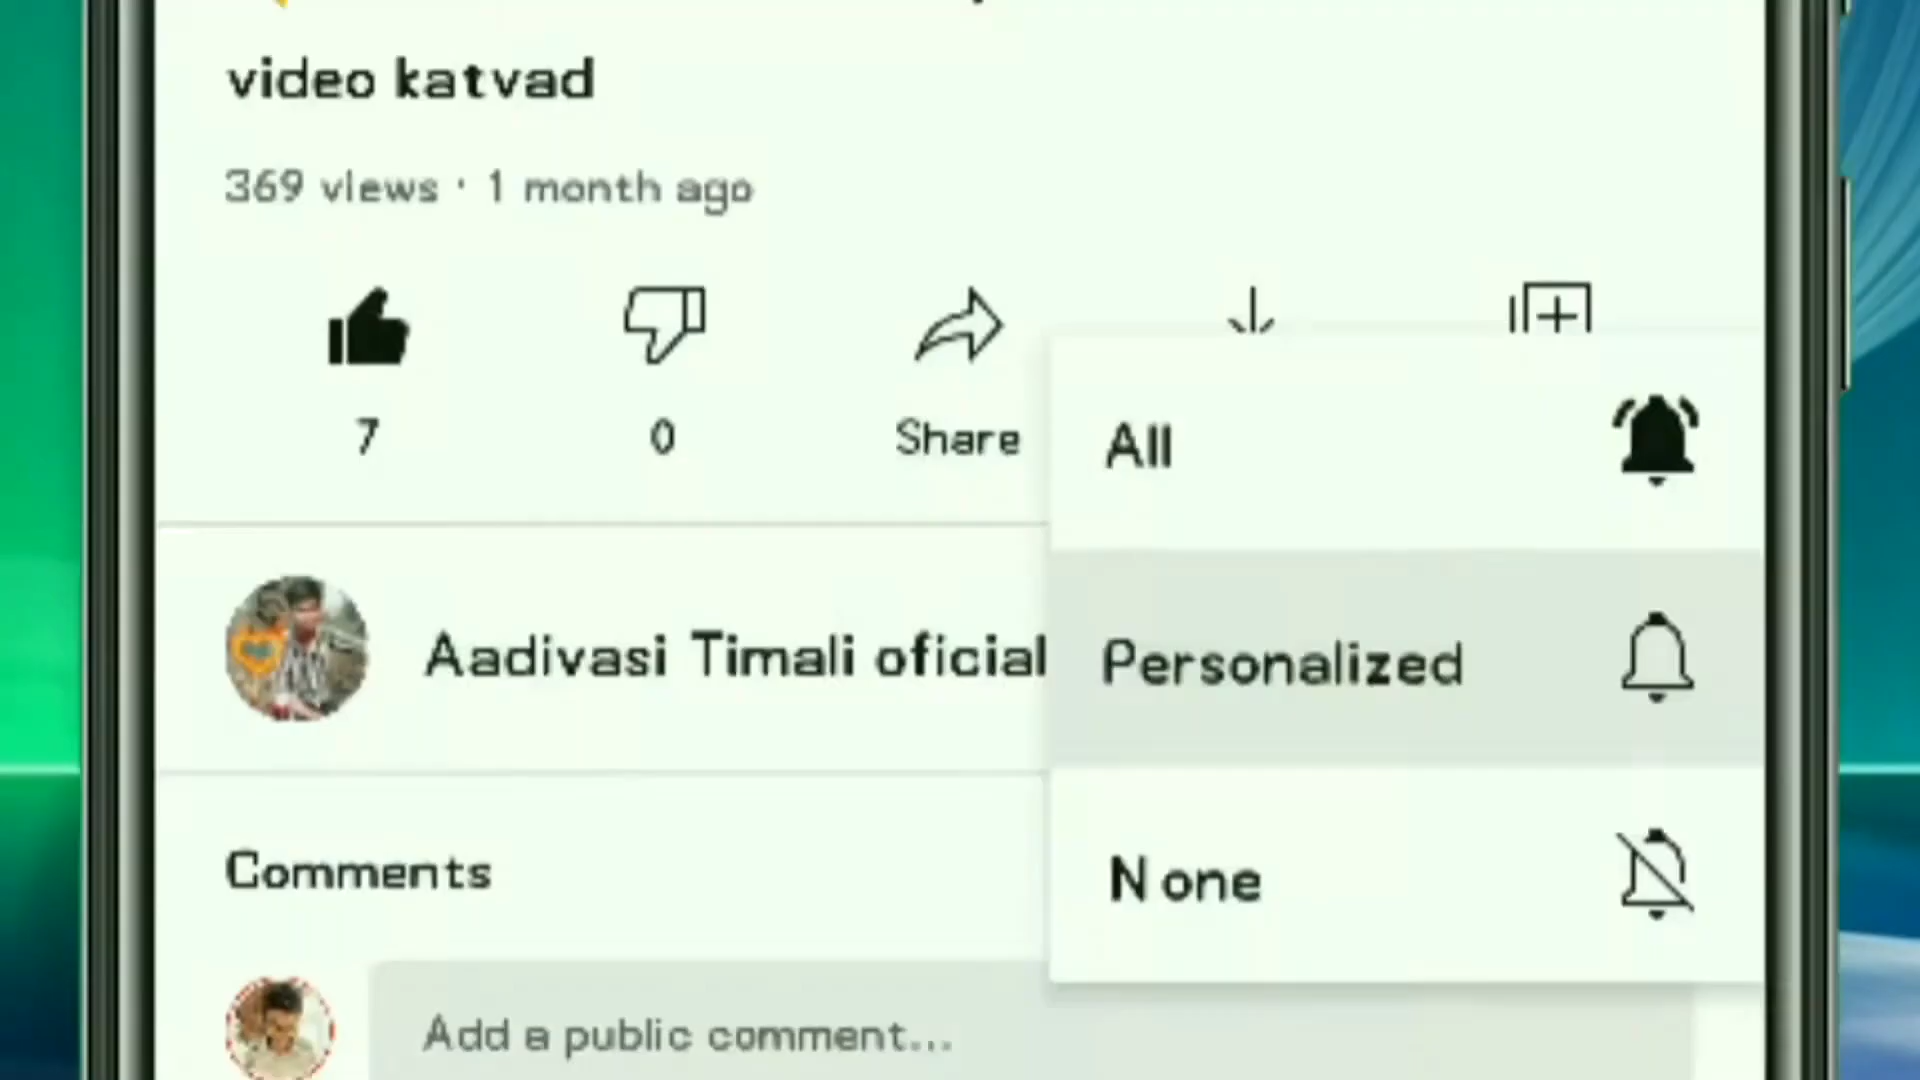 video katvad
369 views · 1 month ago
7
0
Share
All
Aadivasi Timali oficial
Personalized
None
Comments
Add a public comment...